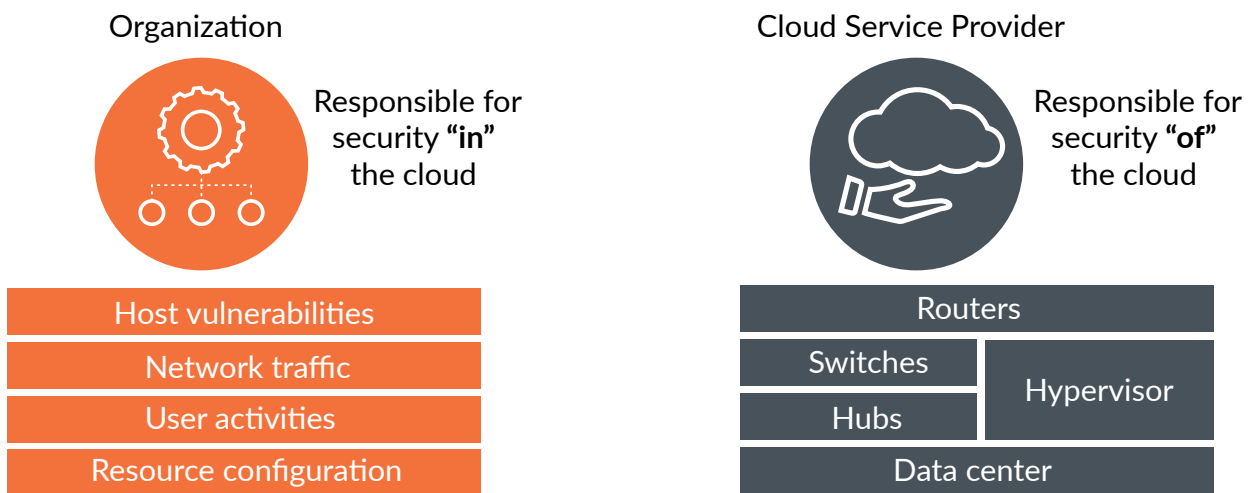 Organization
Responsible for
security “in”
the cloud
Host vulnerabilities
Network traffic
User activities
Resource configuration
Cloud Service Provider
Responsible for
security “of”
the cloud
Routers
Switches
Hubs
Hypervisor
Data center